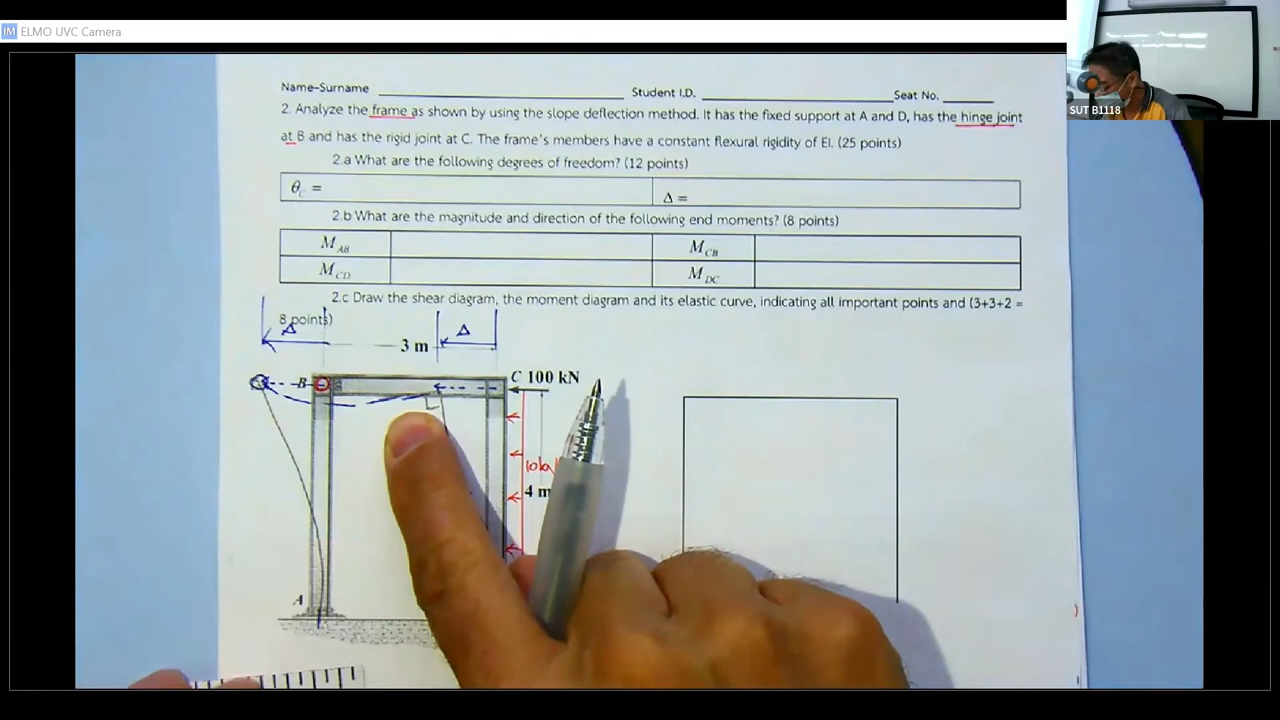 IM ELMO UVC Camera
SUT B1118
Name-Surname Student I.D. Seat No.
2. Analyze the frame as shown by using the slope deflection method. It has the fixed support at A and D, has the hinge joint
at B and has the rigid joint at C. The frame's members have a constant flexural rigidity of EI. (25 points)
2.a What are the following degrees of freedom? (12 points)
θC = Δ =
2.b What are the magnitude and direction of the following end moments? (8 points)
MAB MCB
MCD MDC
2.c Draw the shear diagram, the moment diagram and its elastic curve, indicating all important points and (3+3+2 =
8 points)
Δ Δ
3 m
B C 100 kN
4 m
A